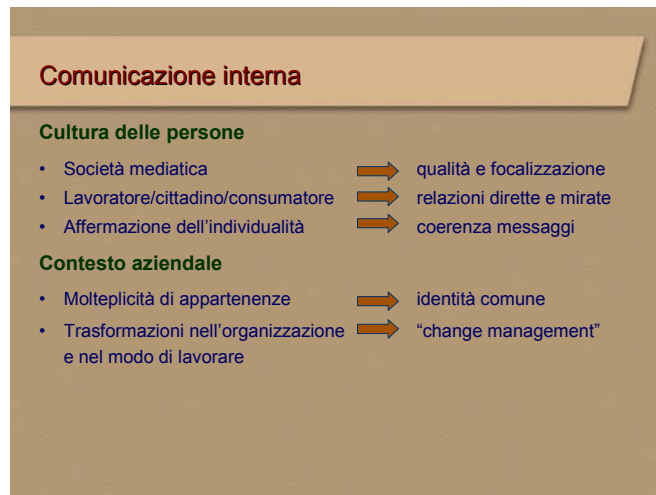 Comunicazione interna
Cultura delle persone
• Società mediatica qualità e focalizzazione
• Lavoratore/cittadino/consumatore relazioni dirette e mirate
• Affermazione dell'individualità coerenza messaggi
Contesto aziendale
• Molteplicità di appartenenze identità comune
• Trasformazioni nell'organizzazione “change management”
e nel modo di lavorare